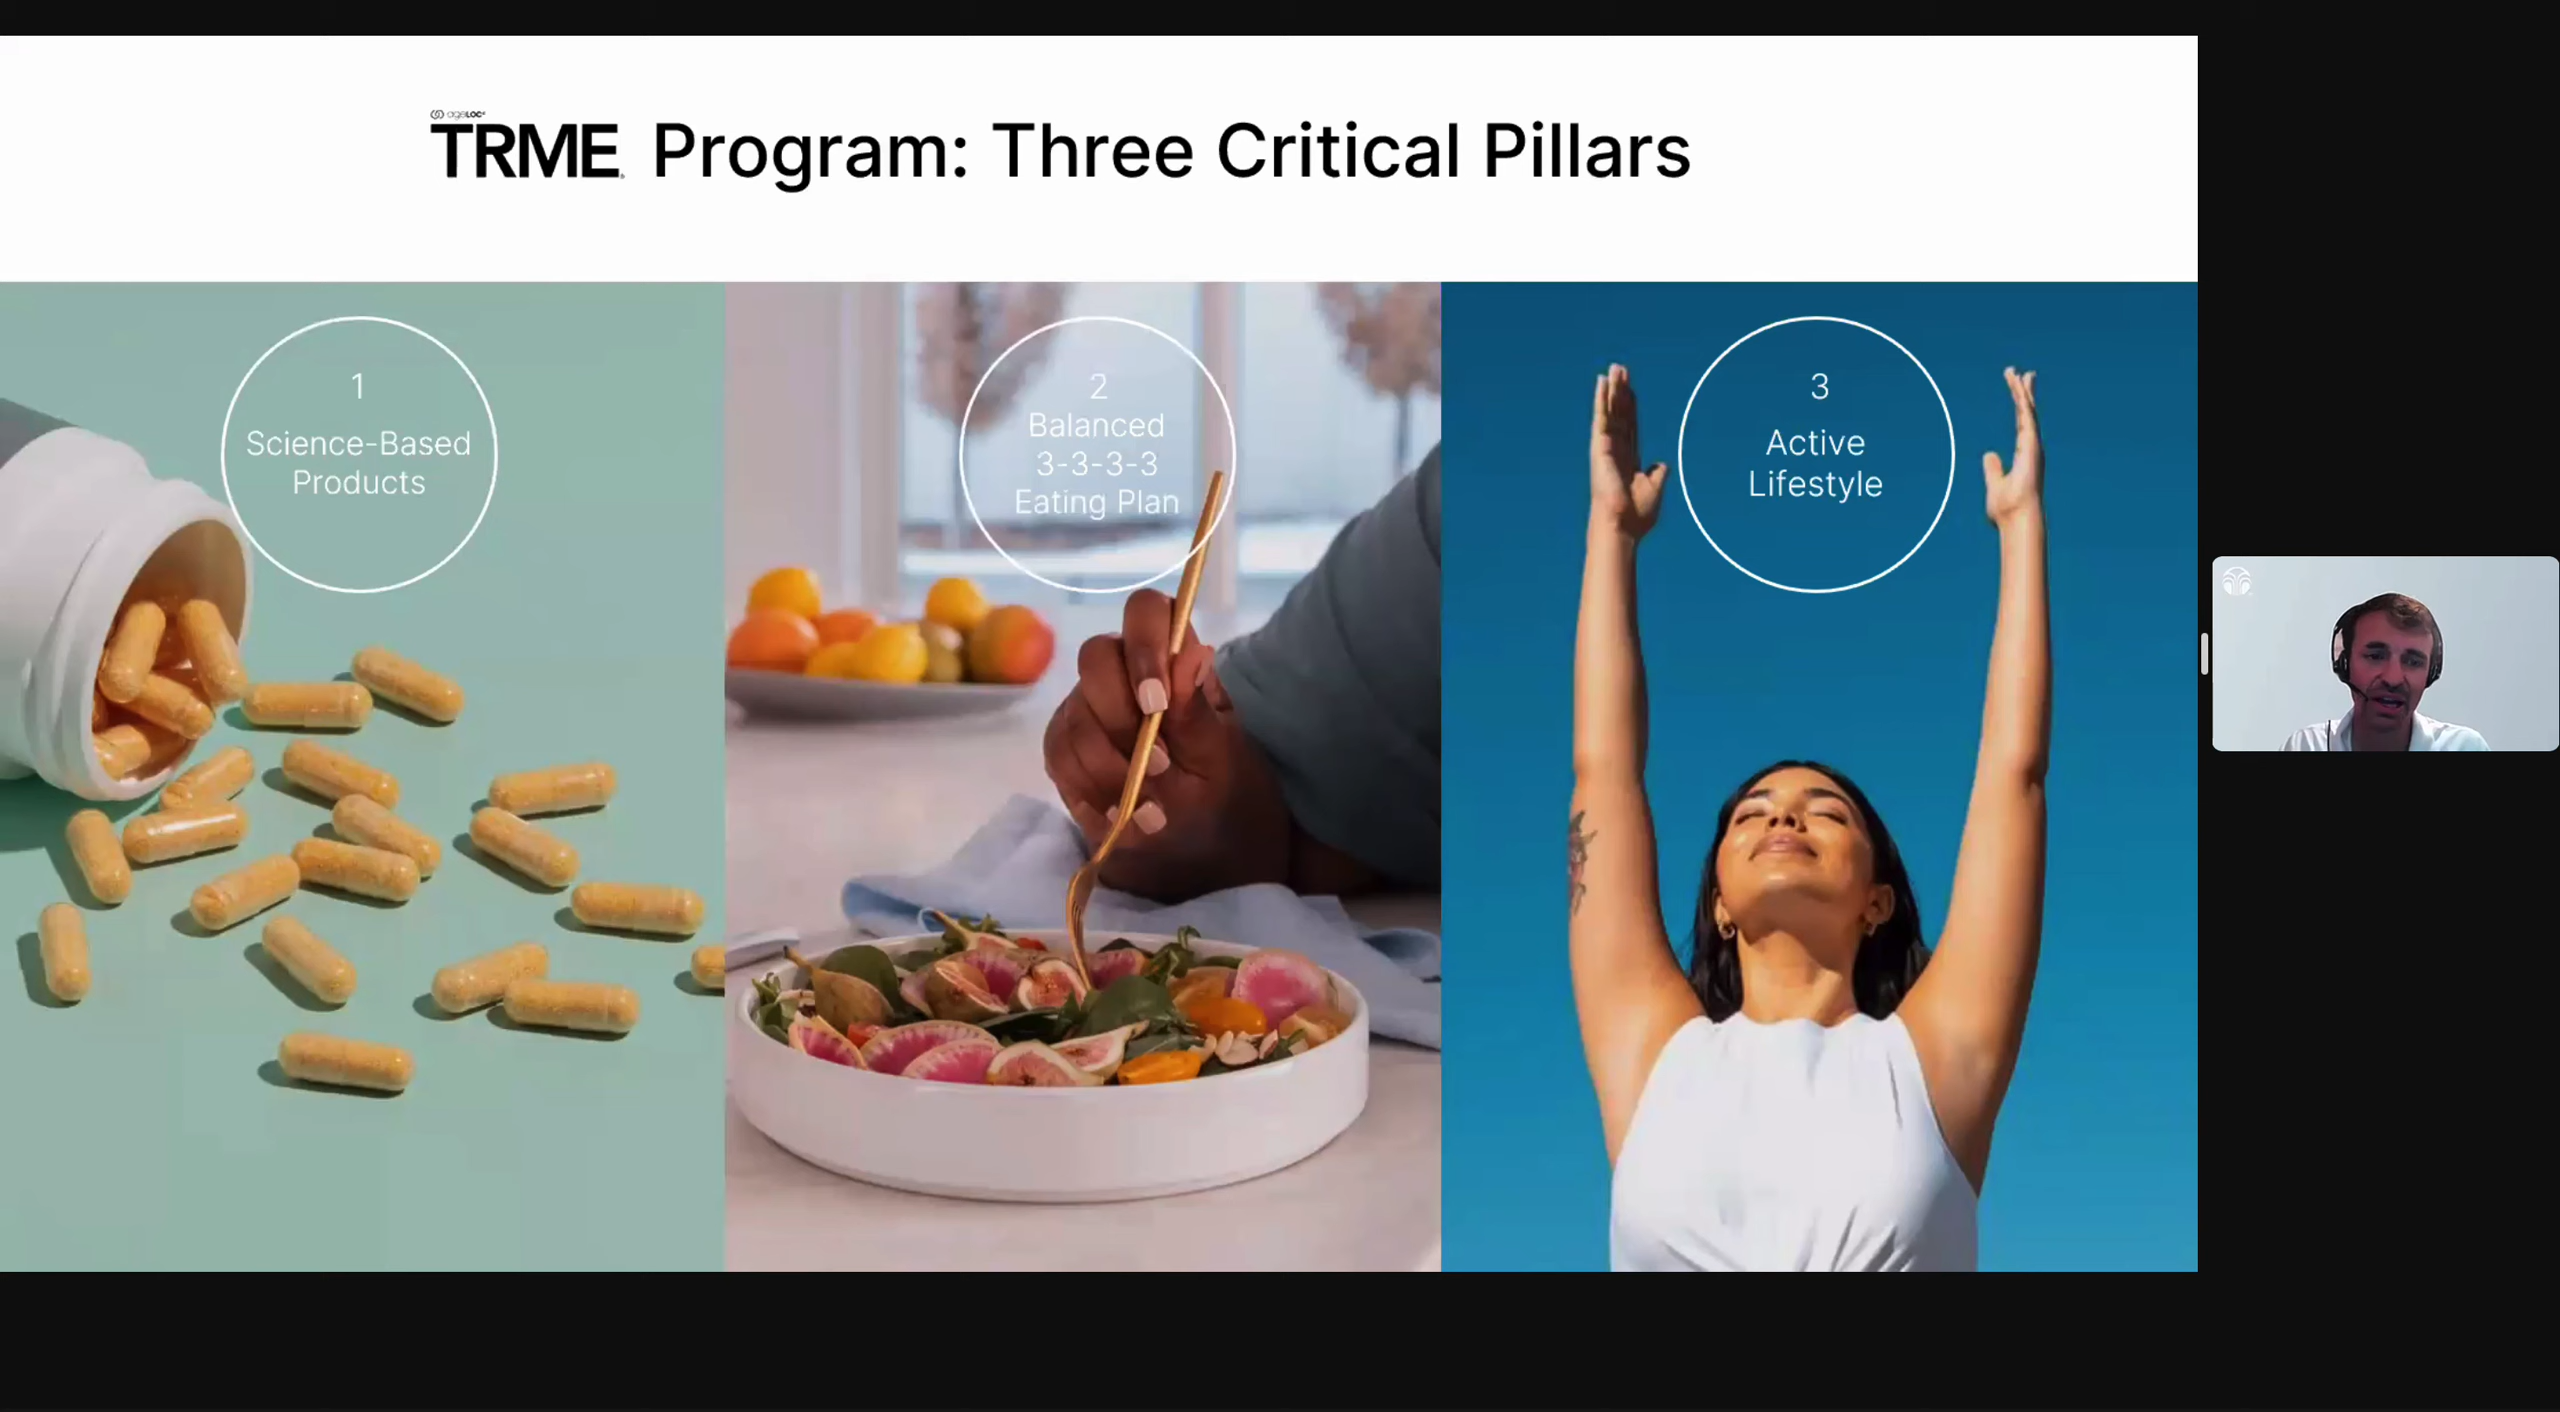 ageLOC
TRME Program: Three Critical Pillars
1
Science-Based
Products
2
Balanced
3-3-3-3
Eating Plan
3
Active
Lifestyle